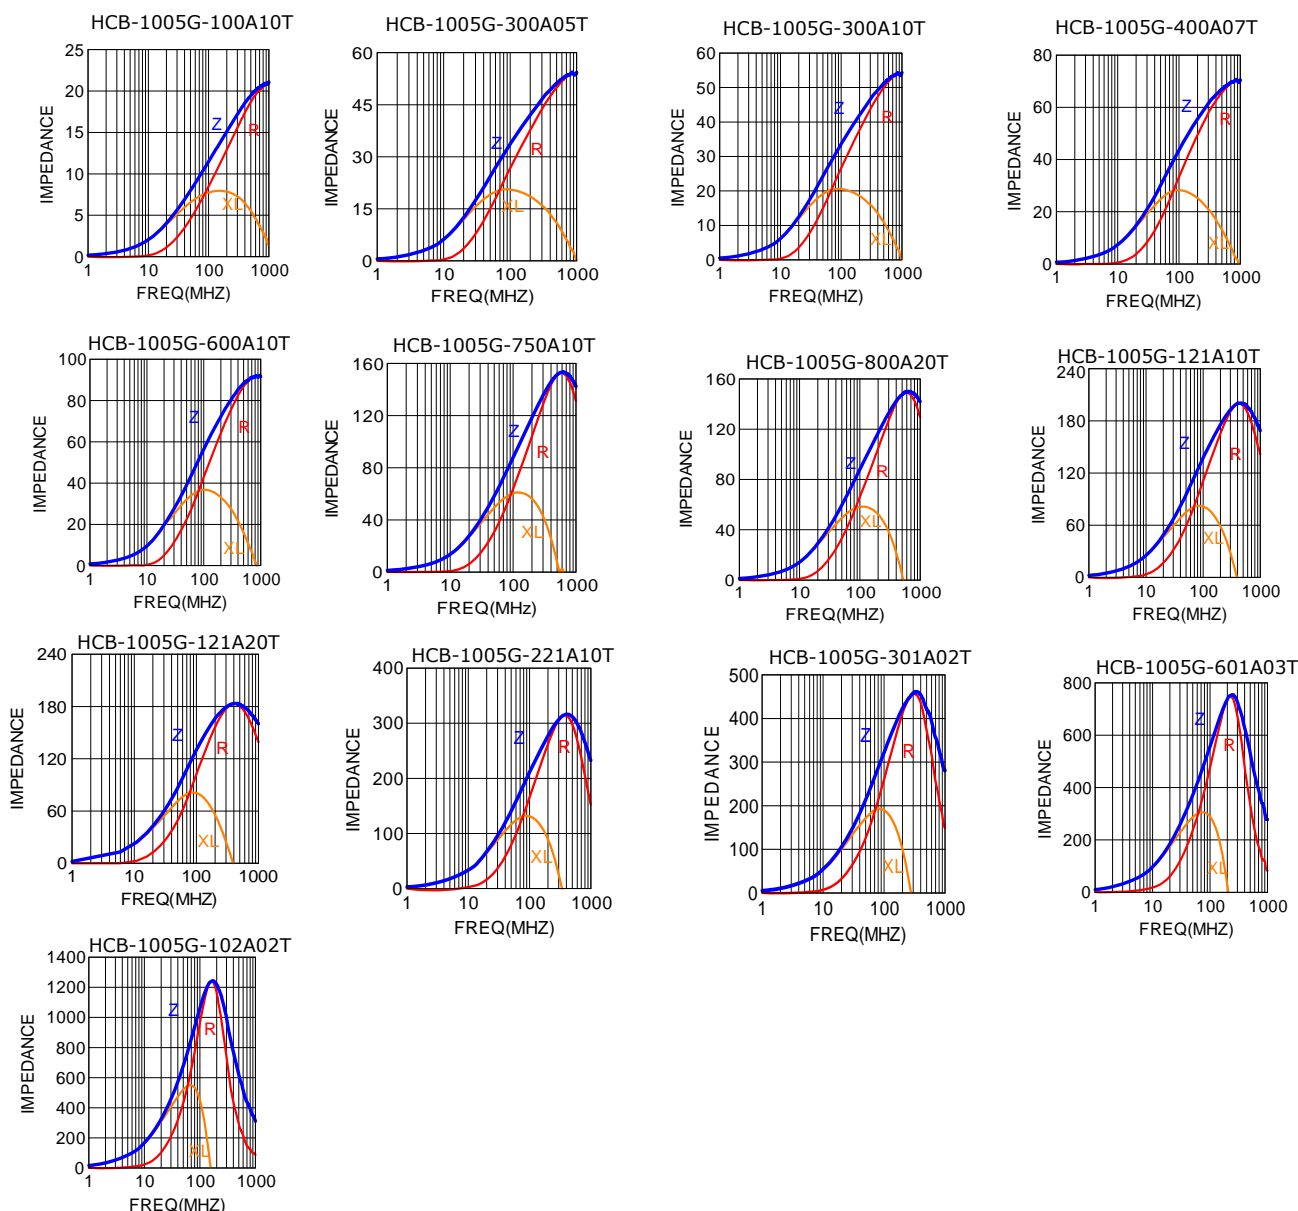 HCB-1005G-100A10T
25
20
15
10
5
0
IMPEDANCE
Z
R
XL
1
10
100
1000
FREQ(MHZ)
HCB-1005G-300A05T
60
45
30
15
0
IMPEDANCE
Z
R
XL
1
10
100
1000
FREQ(MHZ)
HCB-1005G-300A10T
60
50
40
30
20
10
0
IMPEDANCE
Z
R
XL
1
10
100
1000
FREQ(MHZ)
HCB-1005G-400A07T
80
60
40
20
0
IMPEDANCE
Z
R
XL
1
10
100
1000
FREQ(MHZ)
HCB-1005G-600A10T
100
80
60
40
20
0
IMPEDANCE
Z
R
XL
1
10
100
1000
FREQ(MHZ)
HCB-1005G-750A10T
160
120
80
40
0
IMPEDANCE
Z
R
XL
1
10
100
1000
FREQ(MHz)
HCB-1005G-800A20T
160
120
80
40
0
IMPEDANCE
Z
R
XL
1
10
100
1000
FREQ(MHZ)
HCB-1005G-121A10T
240
180
120
60
0
IMPEDANCE
Z
R
XL
1
10
100
1000
FREQ(MHZ)
HCB-1005G-121A20T
240
180
120
60
0
IMPEDANCE
Z
R
XL
1
10
100
1000
FREQ(MHZ)
HCB-1005G-221A10T
400
300
200
100
0
IMPEDANCE
Z
R
XL
1
10
100
1000
FREQ(MHZ)
HCB-1005G-301A02T
500
400
300
200
100
0
IMPEDANCE
Z
R
XL
1
10
100
1000
FREQ(MHZ)
HCB-1005G-601A03T
800
600
400
200
0
IMPEDANCE
Z
R
XL
1
10
100
1000
FREQ(MHZ)
HCB-1005G-102A02T
1400
1200
1000
800
600
400
200
0
IMPEDANCE
Z
R
XL
1
10
100
1000
FREQ(MHZ)